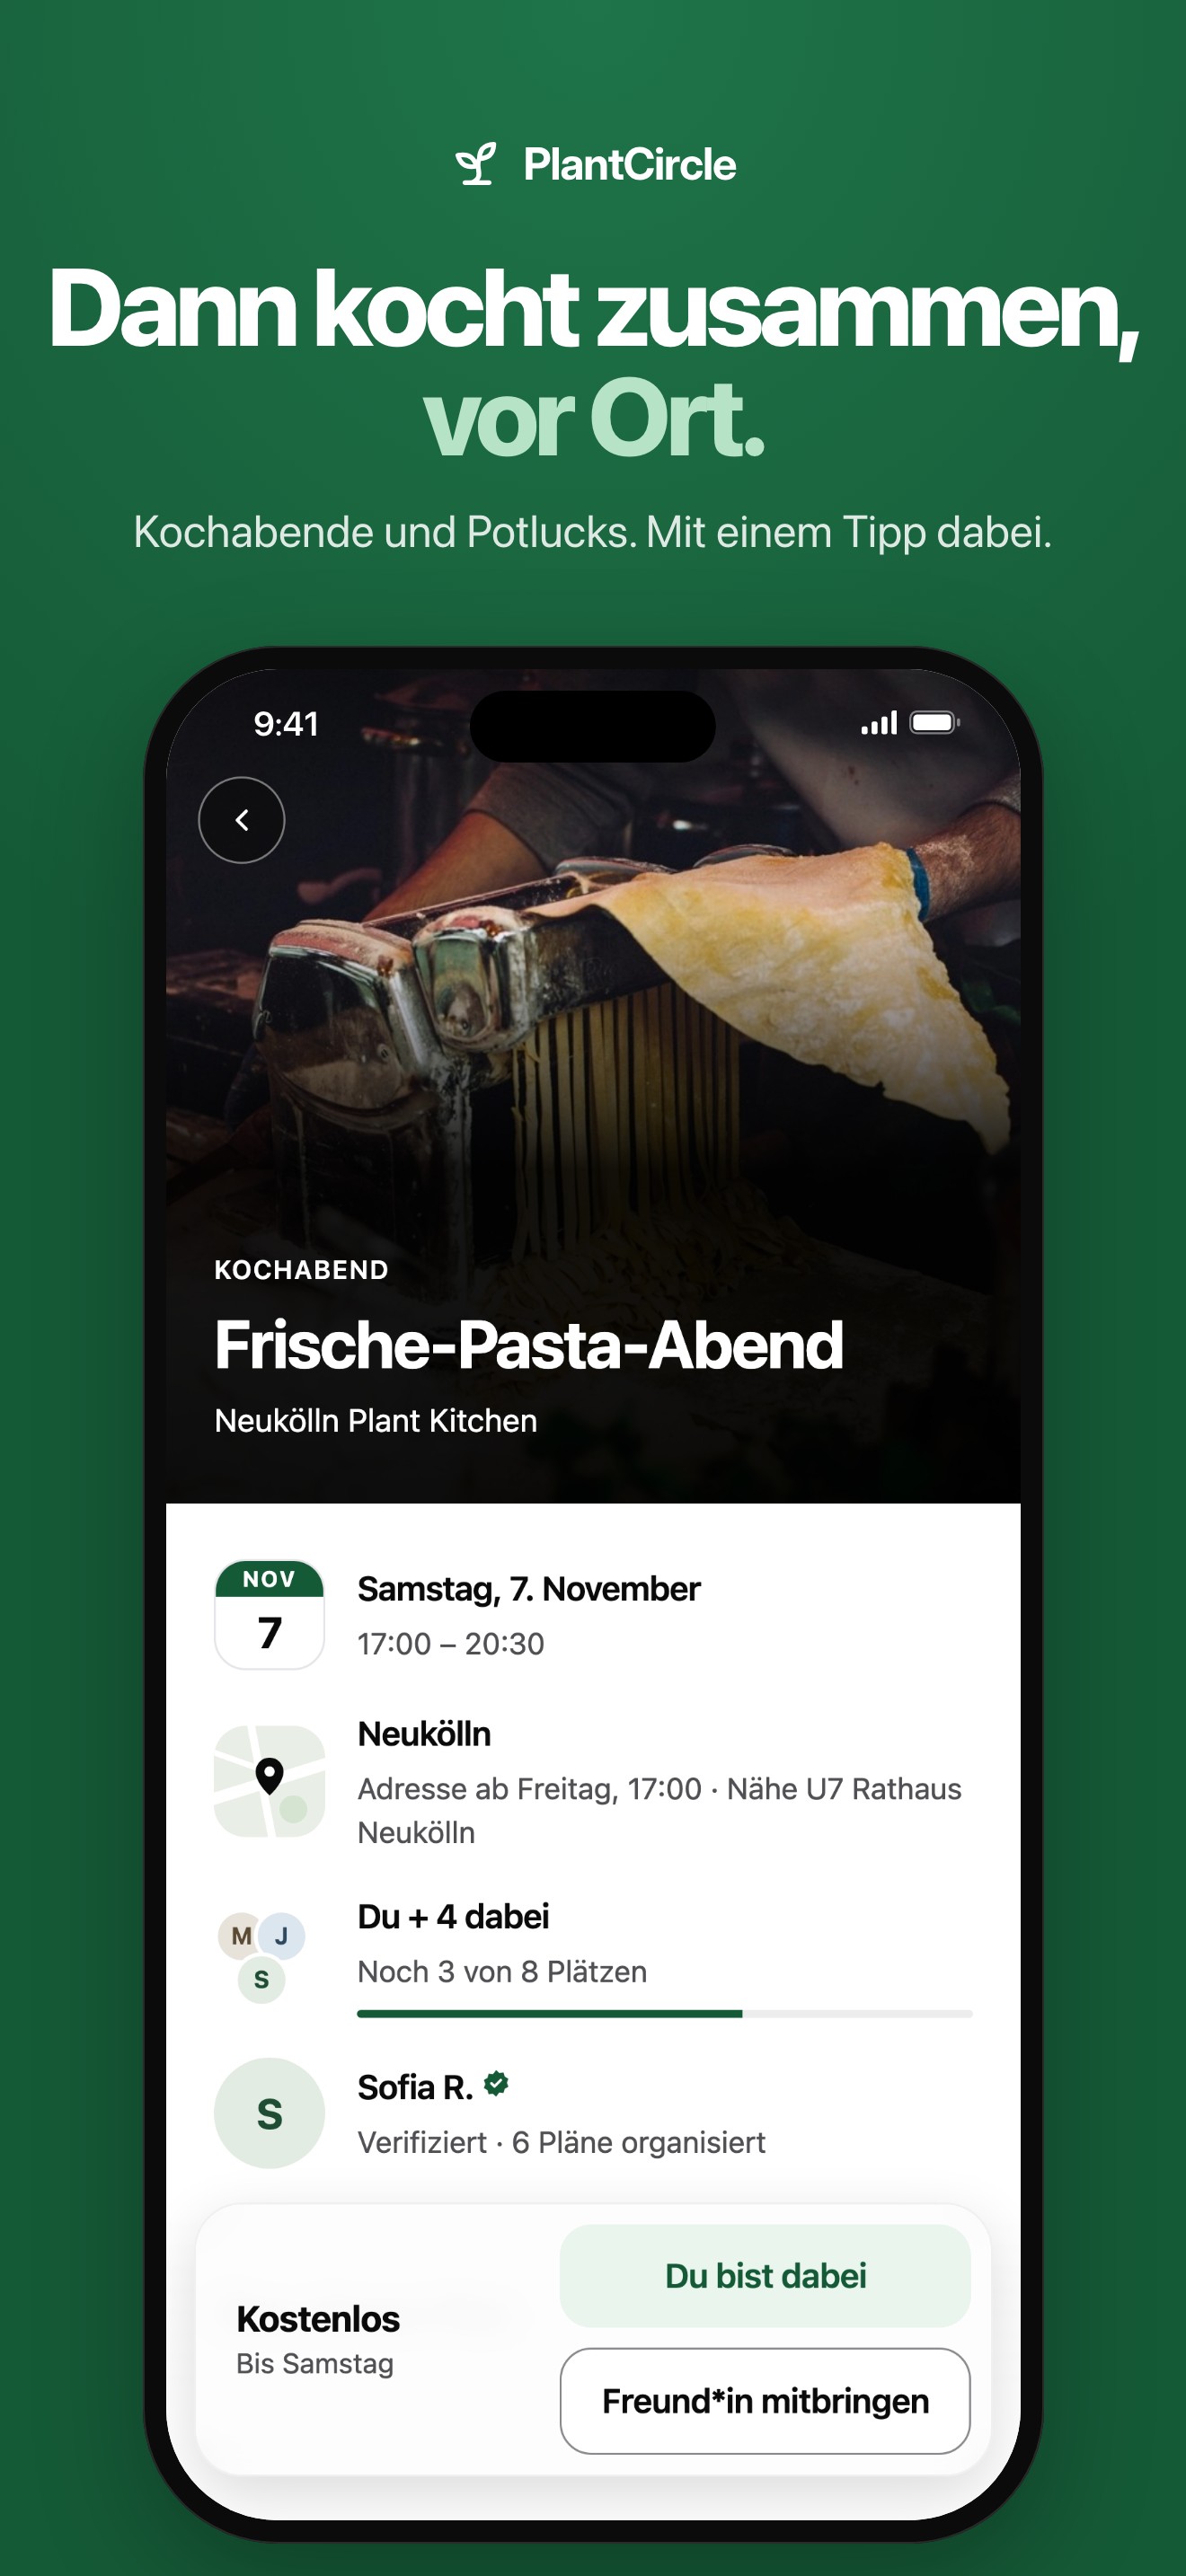 PlantCircle
Dann kocht zusammen,
vor Ort.
Kochabende und Potlucks. Mit einem Tipp dabei.
9:41
KOCHABEND
Frische-Pasta-Abend
Neukölln Plant Kitchen
NOV
7
Samstag, 7. November
17:00 – 20:30
Neukölln
Adresse ab Freitag, 17:00 · Nähe U7 Rathaus
Neukölln
M J
S
Du + 4 dabei
Noch 3 von 8 Plätzen
S
Sofia R.
Verifiziert · 6 Pläne organisiert
Kostenlos
Bis Samstag
Du bist dabei
Freund*in mitbringen